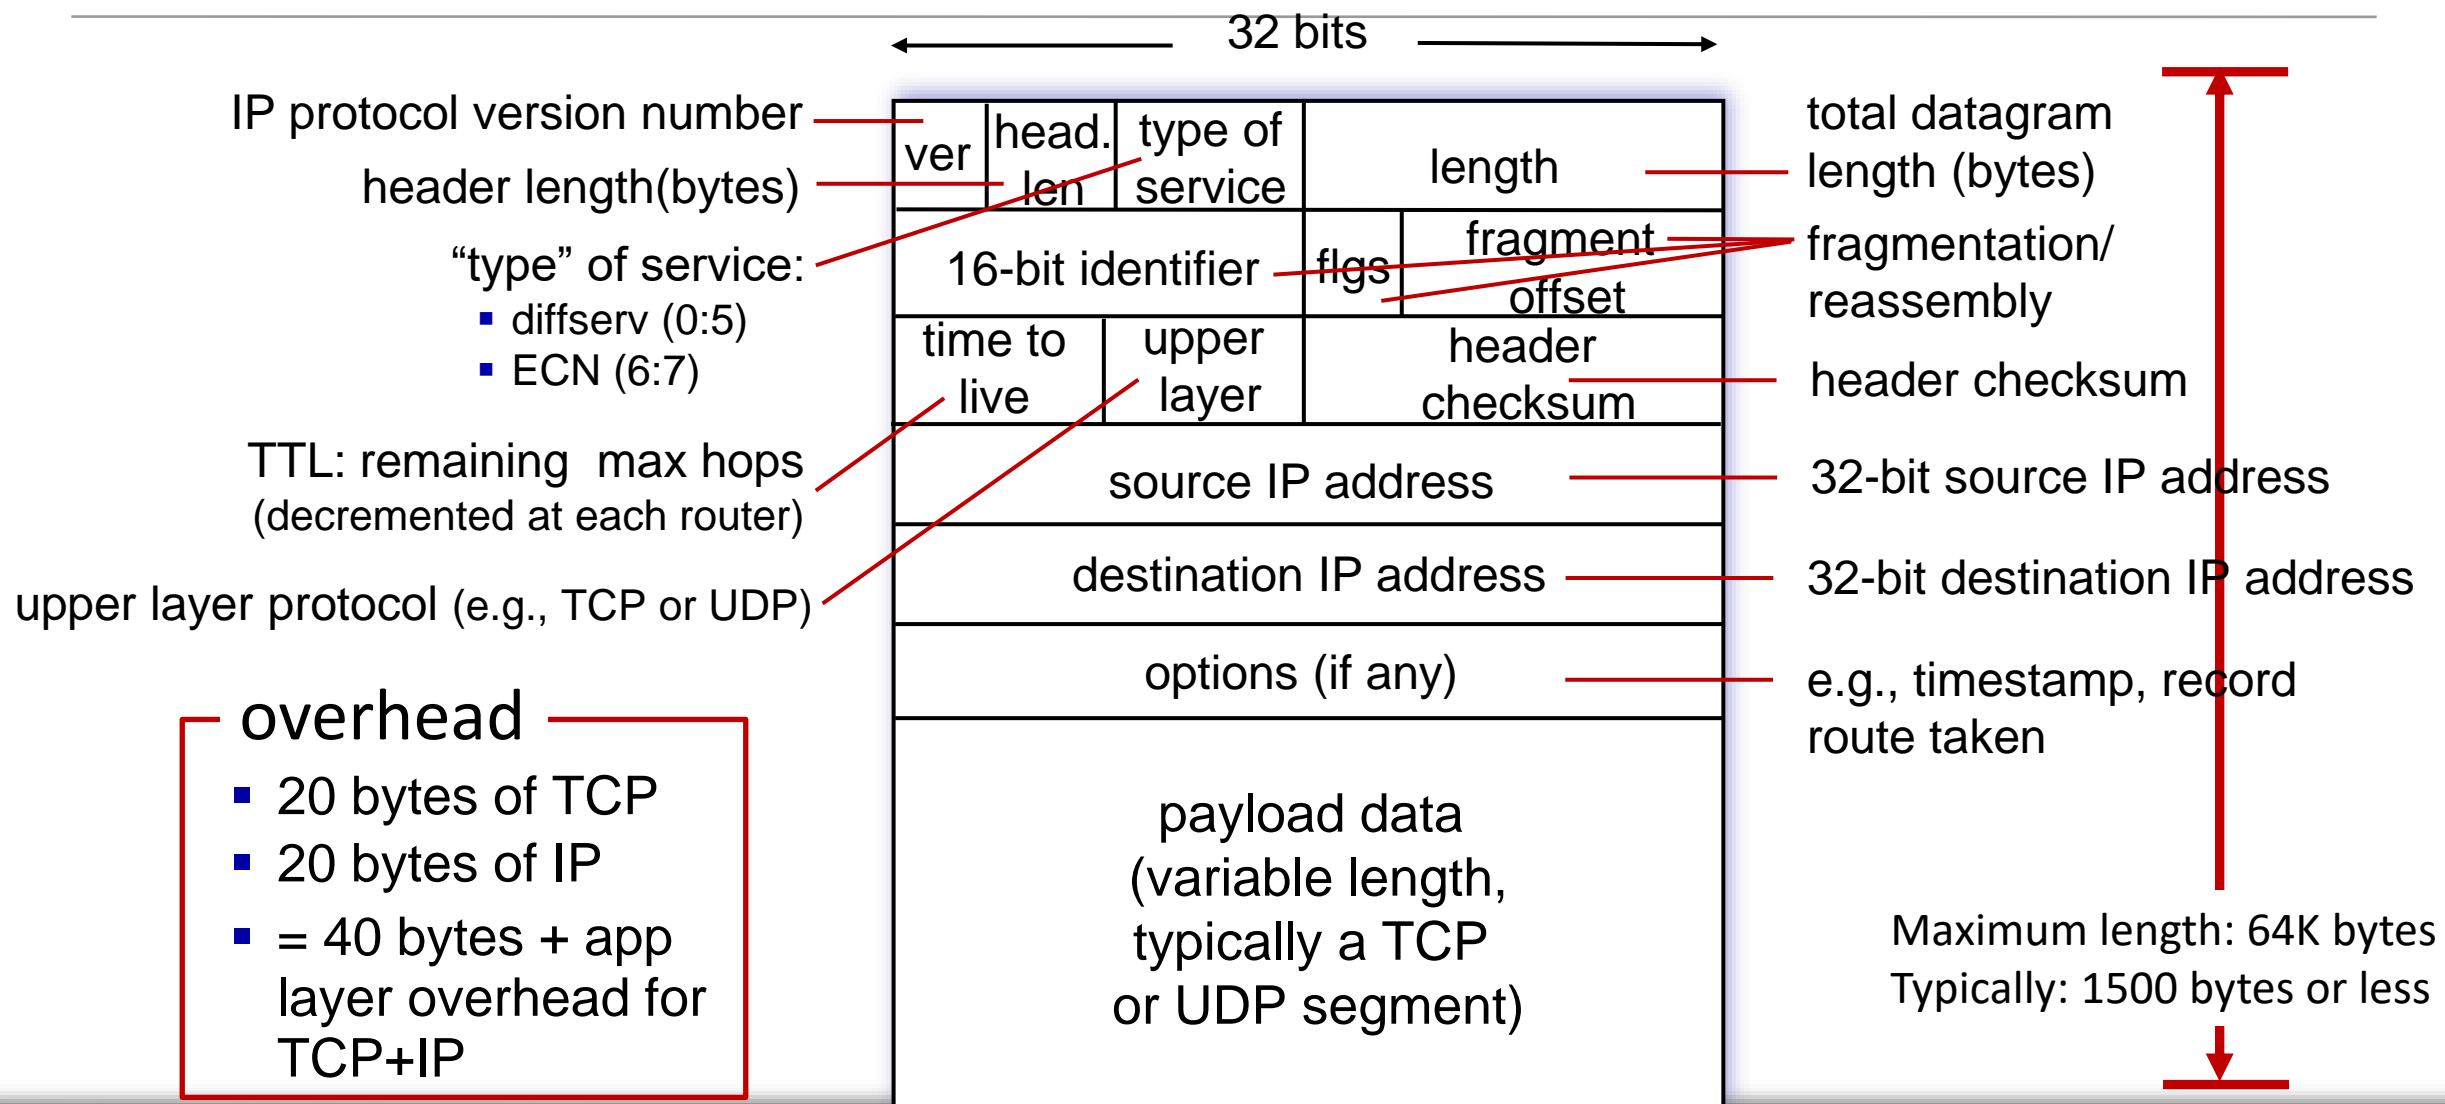 32 bits
IP protocol version number
header length(bytes)
“type” of service:
▪ diffserv (0:5)
▪ ECN (6:7)
TTL: remaining  max hops
(decremented at each router)
upper layer protocol (e.g., TCP or UDP)
overhead
▪ 20 bytes of TCP
▪ 20 bytes of IP
▪ = 40 bytes + app
layer overhead for
TCP+IP
ver
head.
len
type of
service
length
16-bit identifier
flgs
fragment
offset
time to
live
upper
layer
header
checksum
source IP address
destination IP address
options (if any)
payload data
(variable length,
typically a TCP
or UDP segment)
total datagram
length (bytes)
fragmentation/
reassembly
header checksum
32-bit source IP address
32-bit destination IP address
e.g., timestamp, record
route taken
Maximum length: 64K bytes
Typically: 1500 bytes or less